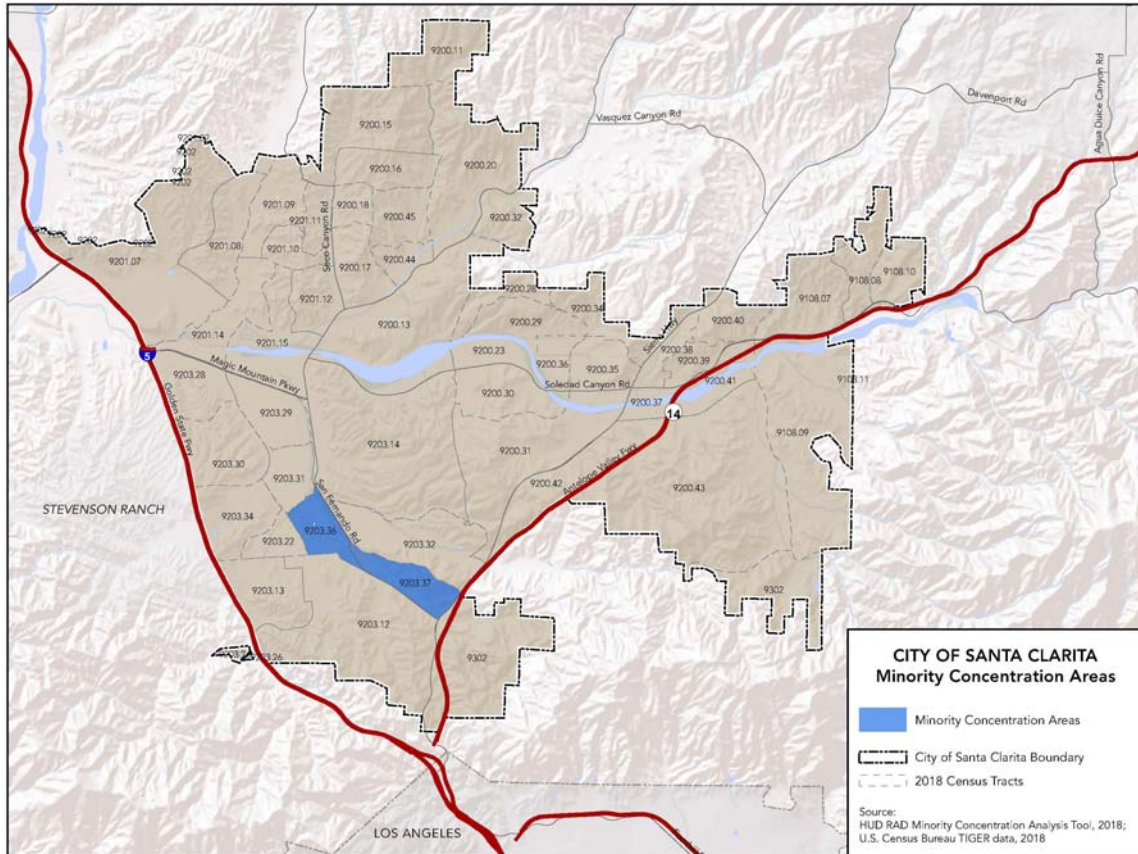 9200.11
Agua Dulce Canyon Rd
Davenport Rd
Vasquez Canyon Rd
9200.15
9202
9202
9202
9200.16
9200.20
9201.09
9200.18
9201.11
9200.45
9200.32
Seco Canyon Rd
9201.08
9201.10
9201.07
9200.17
9200.44
9108.08
9108.10
9200.28
9108.07
9201.12
9200.34
9200.13
9200.29
9200.40
Sierra Hwy
9201.14
9201.15
9200.23
9200.38
9200.39
5
Magic Mountain Pkwy
9200.36
9200.35
9203.28
Soledad Canyon Rd
9200.41
9108.11
9200.30
9200.37
14
Golden State Fwy
9203.29
9108.09
9203.14
9200.31
Antelope Valley Fwy
9203.30
9203.31
9200.42
9200.43
San Fernando Rd
STEVENSON RANCH
9203.34
9203.36
9203.22
9203.32
9203.37
9203.13
9302
9203.12
9203.26
9302
LOS ANGELES
CITY OF SANTA CLARITA
Minority Concentration Areas
Minority Concentration Areas
City of Santa Clarita Boundary
2018 Census Tracts
Source:
HUD RAD Minority Concentration Analysis Tool, 2018;
U.S. Census Bureau TIGER data, 2018